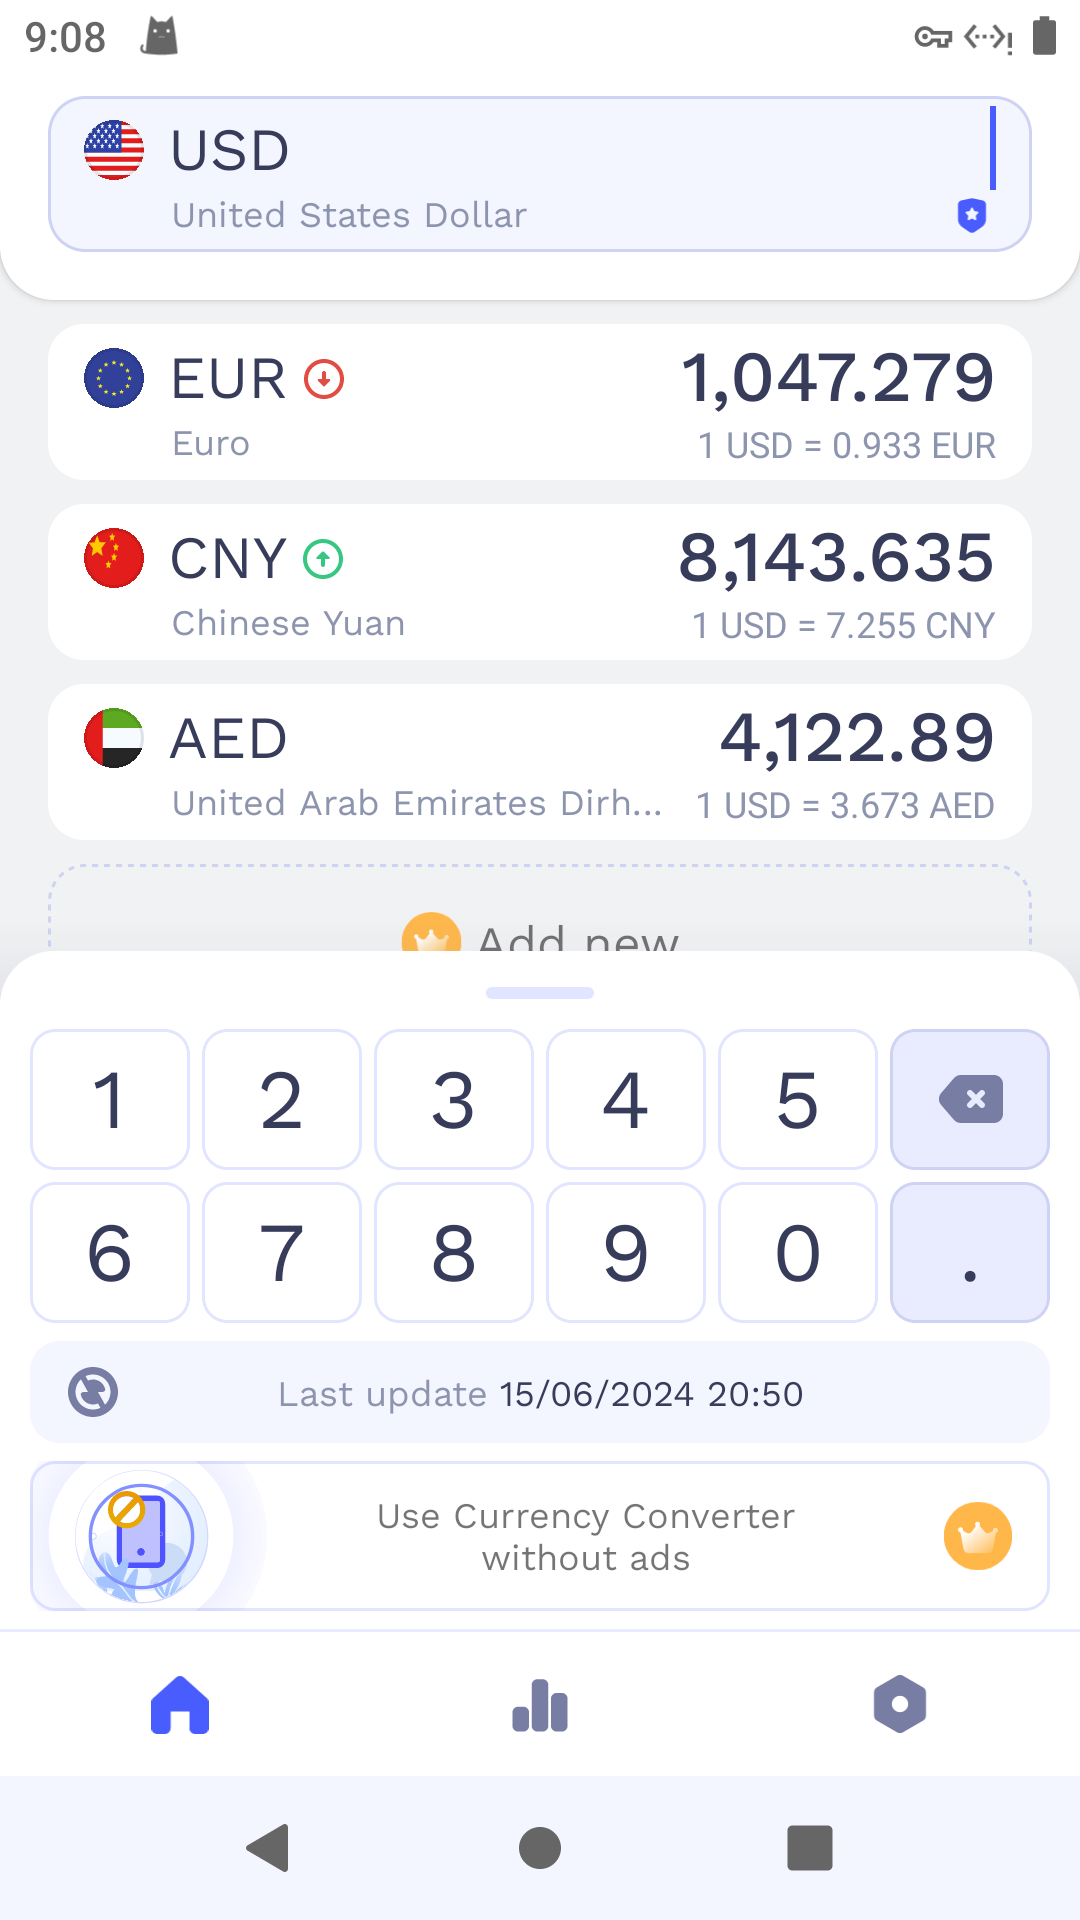 9:08
USD
United States Dollar
EUR 1,047.279
Euro 1 USD = 0.933 EUR
CNY 8,143.635
Chinese Yuan 1 USD = 7.255 CNY
AED 4,122.89
United Arab Emirates Dirh... 1 USD = 3.673 AED
Add new
1 2 3 4 5
6 7 8 9 0 .
Last update 15/06/2024 20:50
Use Currency Converter
without ads